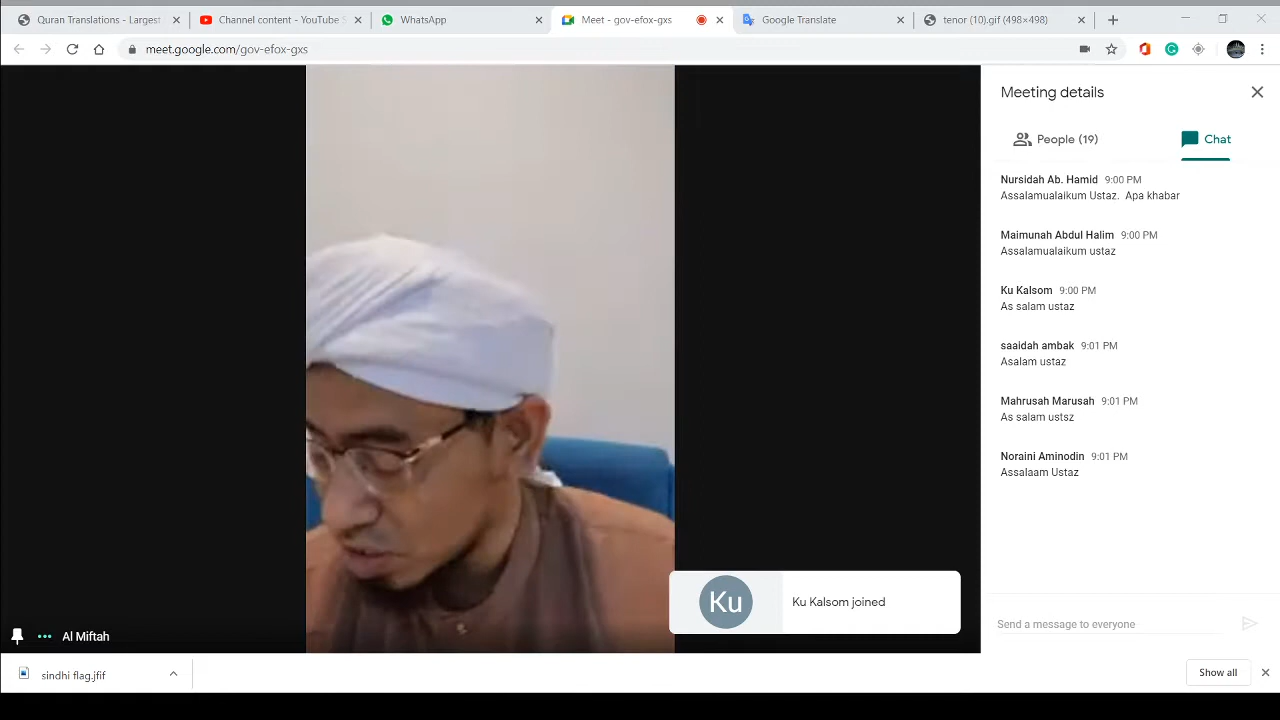 Quran Translations - Largest
Channel content - YouTube S
WhatsApp
Meet - gov-efox-gxs
Google Translate
tenor (10).gif (498×498)
meet.google.com/gov-efox-gxs
Meeting details
People (19)
Chat
Nursidah Ab. Hamid 9:00 PM
Assalamualaikum Ustaz. Apa khabar
Maimunah Abdul Halim 9:00 PM
Assalamualaikum ustaz
Ku Kalsom 9:00 PM
As salam ustaz
saaidah ambak 9:01 PM
Asalam ustaz
Mahrusah Marusah 9:01 PM
As salam ustsz
Noraini Aminodin 9:01 PM
Assalaam Ustaz
Ku
Ku Kalsom joined
Send a message to everyone
Al Miftah
sindhi flag.jfif
Show all